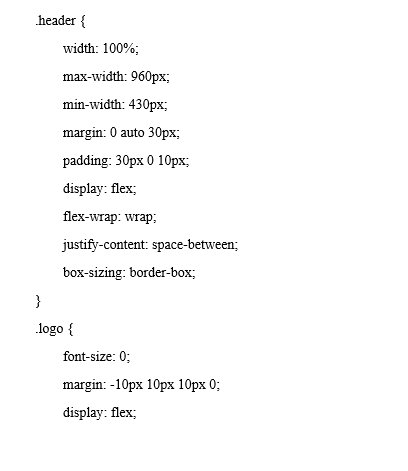 .header {
width: 100%;
max-width: 960px;
min-width: 430px;
margin: 0 auto 30px;
padding: 30px 0 10px;
display: flex;
flex-wrap: wrap;
justify-content: space-between;
box-sizing: border-box;
}
.logo {
font-size: 0;
margin: -10px 10px 10px 0;
display: flex;